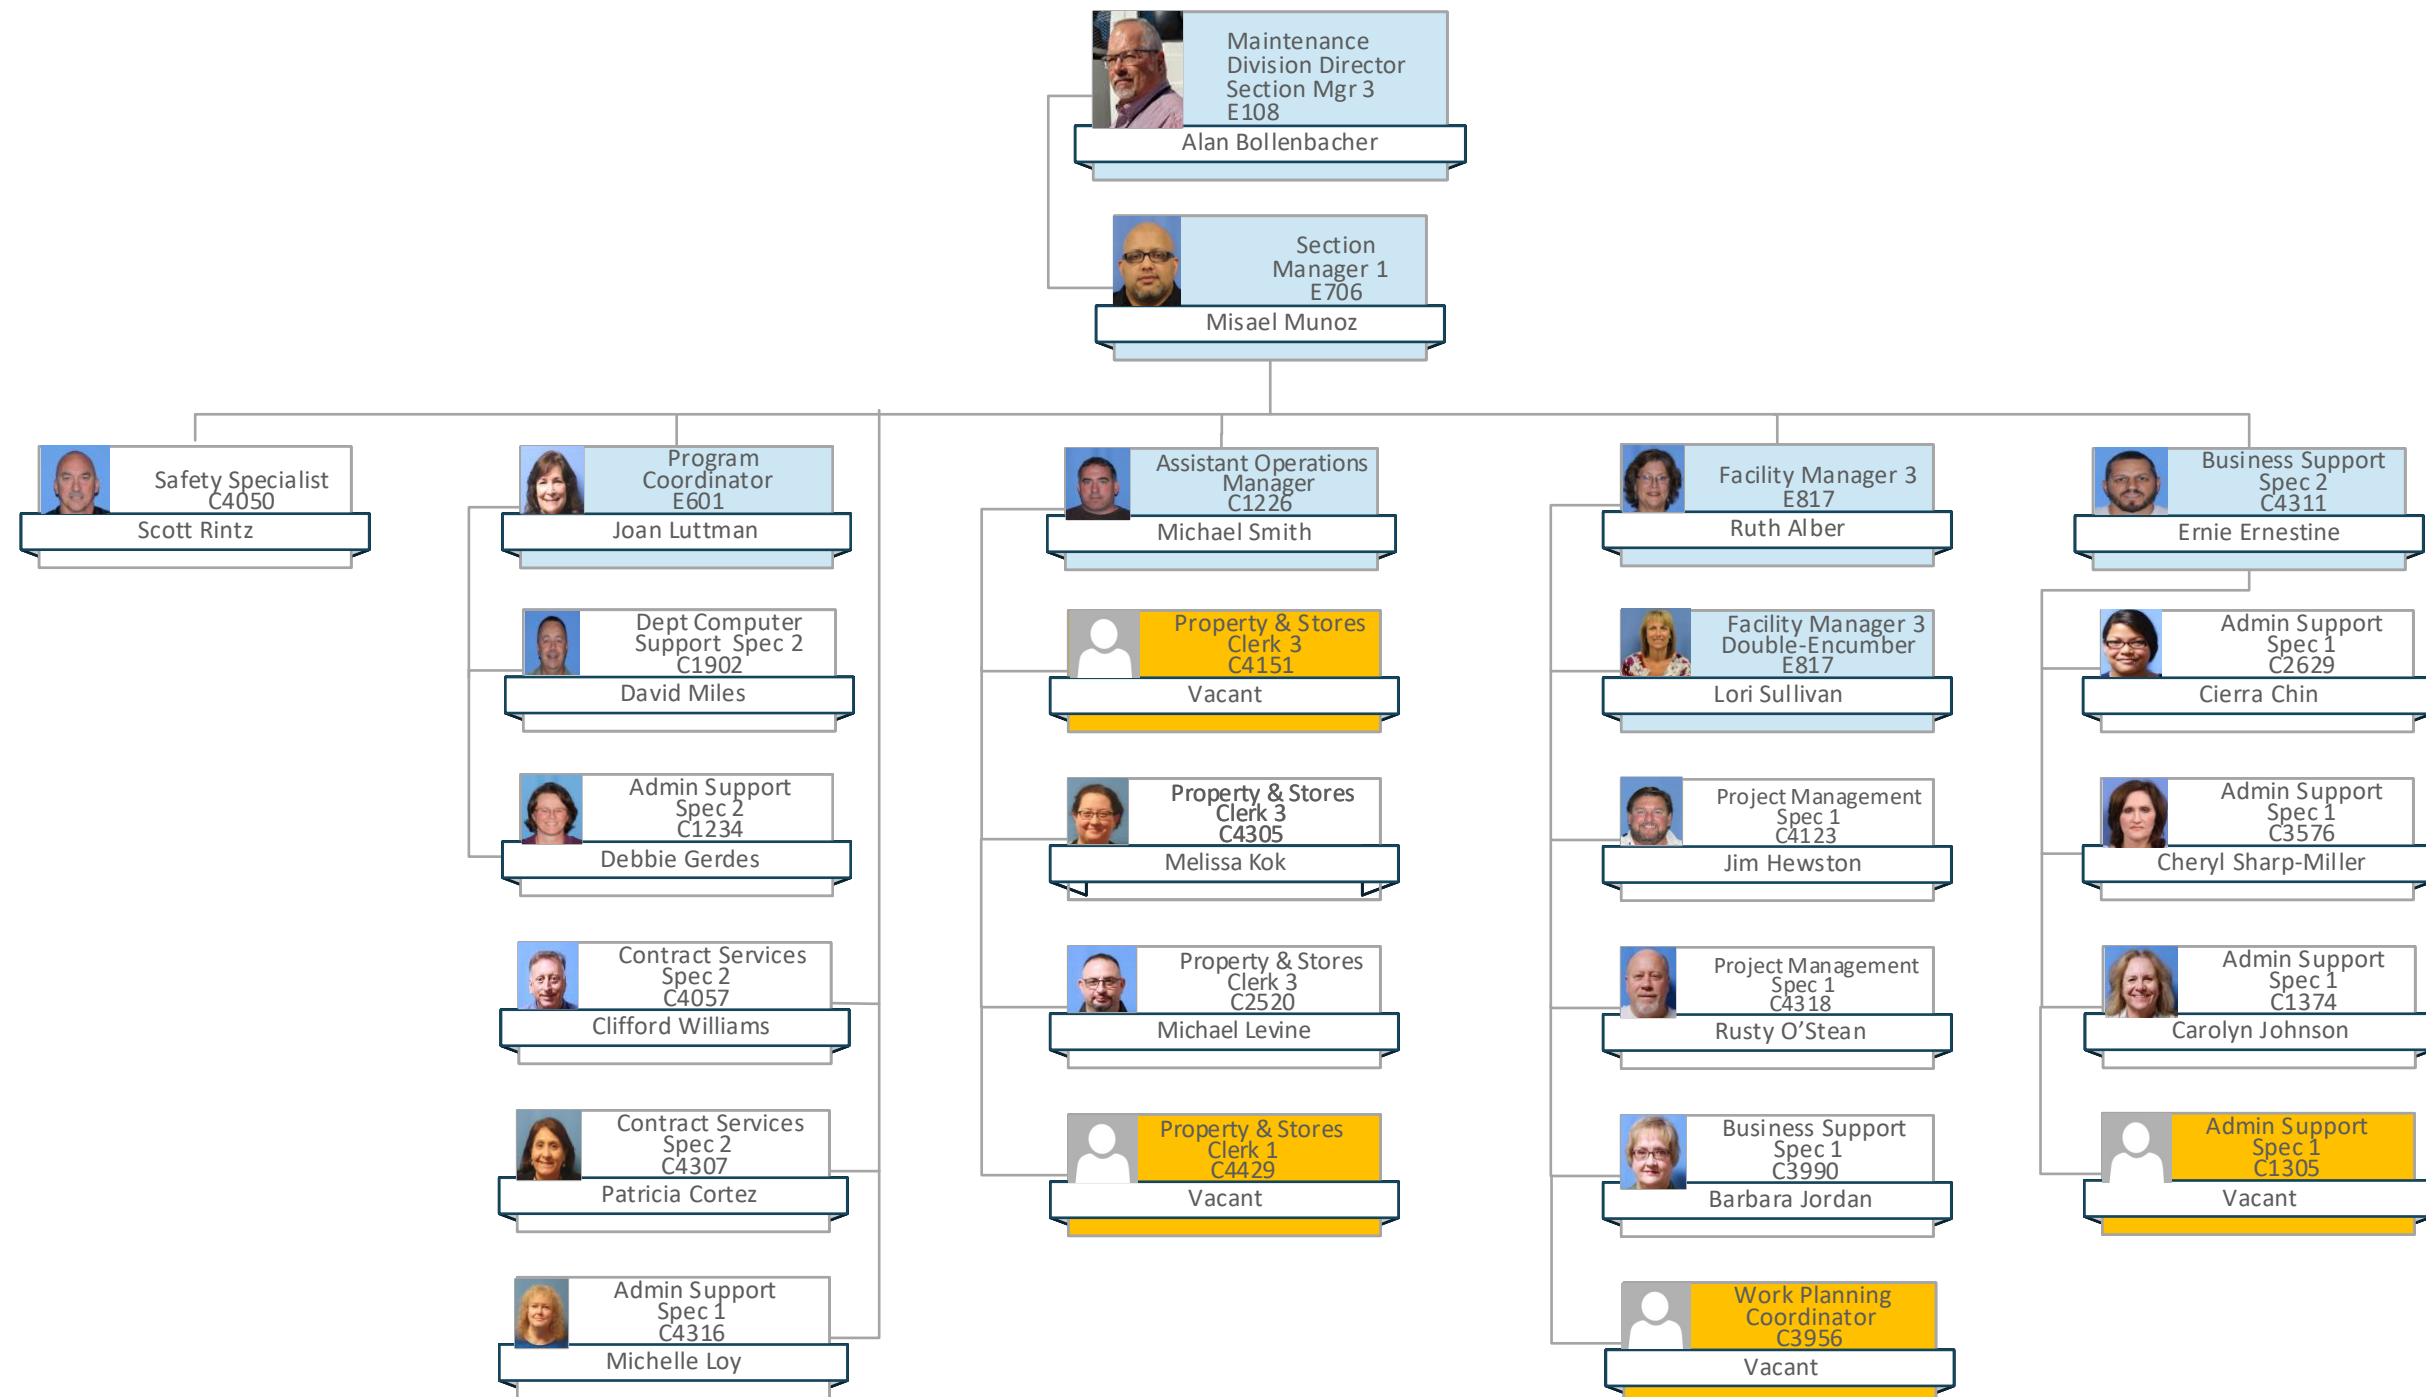 Maintenance
Division Director
Section Mgr 3
E108
Alan Bollenbacher
Section
Manager 1
E706
Misael Munoz
Safety Specialist
C4050
Scott Rintz
Program
Coordinator
E601
Joan Luttman
Dept Computer
Support Spec 2
C1902
David Miles
Admin Support
Spec 2
C1234
Debbie Gerdes
Contract Services
Spec 2
C4057
Clifford Williams
Contract Services
Spec 2
C4307
Patricia Cortez
Admin Support
Spec 1
C4316
Michelle Loy
Assistant Operations
Manager
C1226
Michael Smith
Property & Stores
Clerk 3
C4151
Vacant
Property & Stores
Clerk 3
C4305
Melissa Kok
Property & Stores
Clerk 3
C2520
Michael Levine
Property & Stores
Clerk 1
C4429
Vacant
Facility Manager 3
E817
Ruth Alber
Facility Manager 3
Double-Encumber
E817
Lori Sullivan
Project Management
Spec 1
C4123
Jim Hewston
Project Management
Spec 1
C4318
Rusty O’Stean
Business Support
Spec 1
C3990
Barbara Jordan
Work Planning
Coordinator
C3956
Vacant
Business Support
Spec 2
C4311
Ernie Ernestine
Admin Support
Spec 1
C2629
Cierra Chin
Admin Support
Spec 1
C3576
Cheryl Sharp-Miller
Admin Support
Spec 1
C1374
Carolyn Johnson
Admin Support
Spec 1
C1305
Vacant